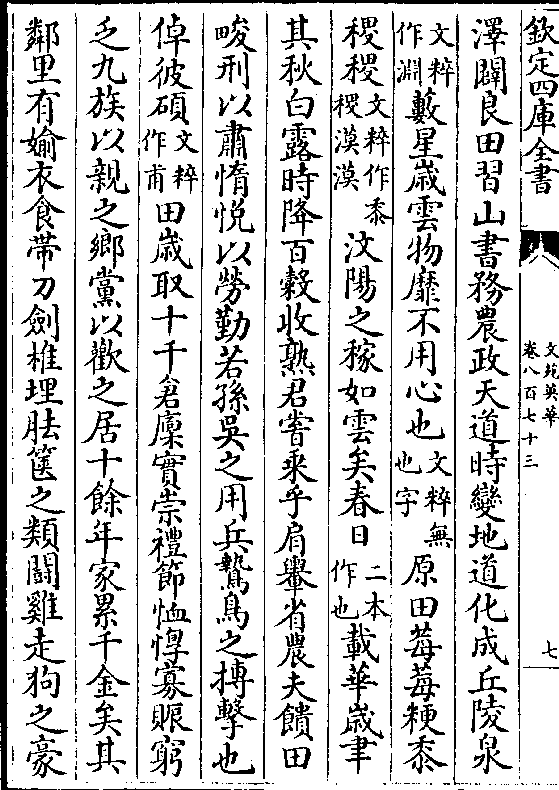 欽定四庫全書
文苑英華
卷八百七十三
七
澤闢良田習山書務農政天道時變地道化成丘陵泉
文粹
作淵
藪星歲雲物靡不用心也
文粹無
也字
原田莓莓稉黍
稷稷
文粹作黍
稷漠漠
汶陽之稼如雲矣春日
二本
作也
載華歲聿
其秋白露時降百穀收熟君嘗乘乎肩轝省農夫饋田
畯刑以肅惰悅以勞勤若孫吳之用兵鷙鳥之搏擊也
倬彼碩
文粹
作甫
田歲取十千倉廪實崇禮節恤惸寡賑窮
乏九族以親之鄉黨以歡之居十餘年家累千金矣其
鄰里有媮衣食帶刀劍椎埋胠篋之類鬬雞走狗之豪